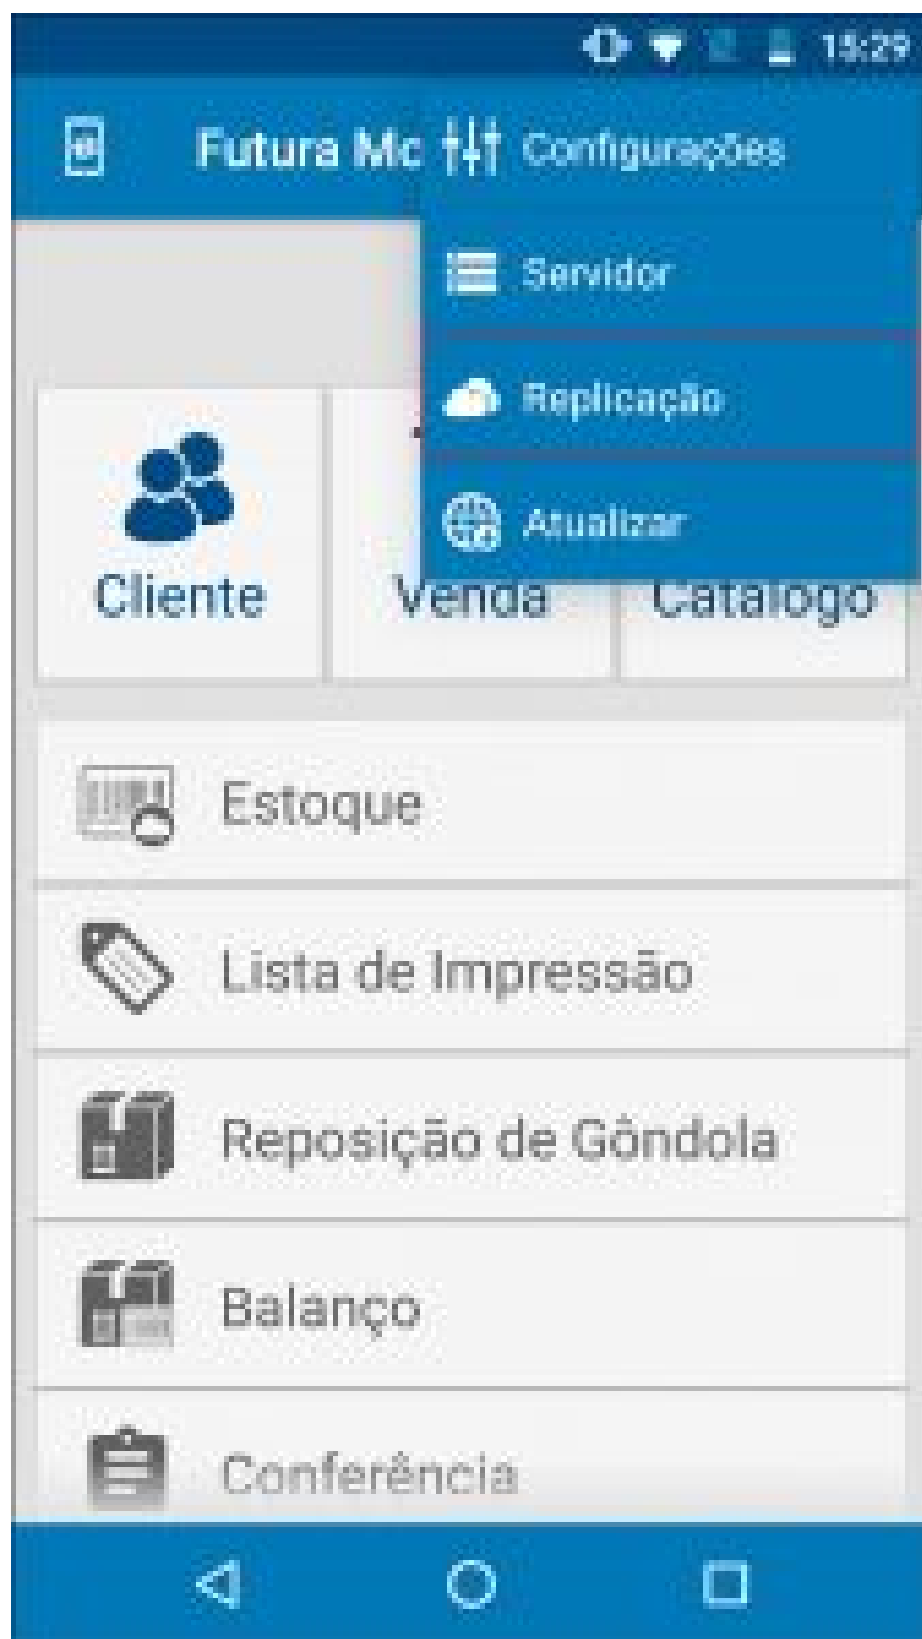 15:29
Futura Mo
Configurações
Servidor
Replicação
Atualizar
Cliente
Venda
Catálogo
Estoque
Lista de Impressão
Reposição de Gôndola
Balanço
Conferência